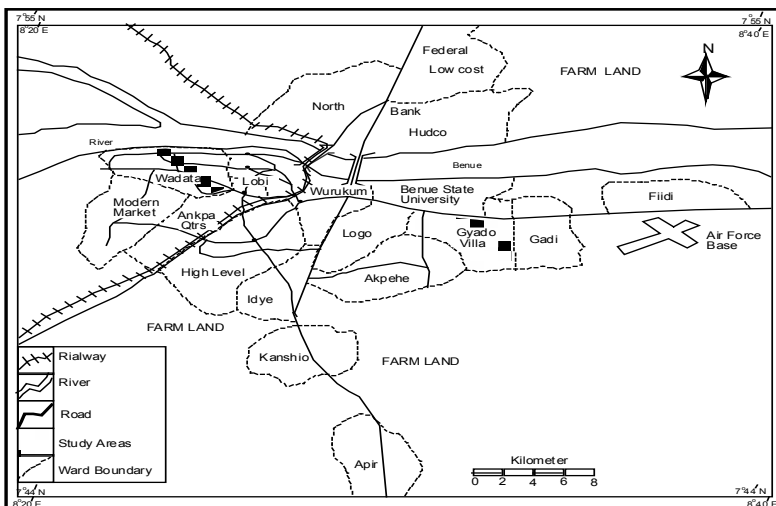 7°55 N
8°20 E
7°55 N
8°40 E
Federal
Low cost
FARM LAND
N
North
Bank
Hudco
River
Benue
Wadata
Lobi
Wurukum
Benue State
University
Fiidi
Modern
Market
Ankpa
Qtrs
Logo
Gyado
Villa
Gadi
Air Force
Base
High Level
Akpehe
Idye
FARM LAND
Kanshio
FARM LAND
Rialway
River
Road
Study Areas
Ward Boundary
Apir
Kilometer
0 2 4 6 8
7°44 N
8°20 E
7°44 N
8°40 E